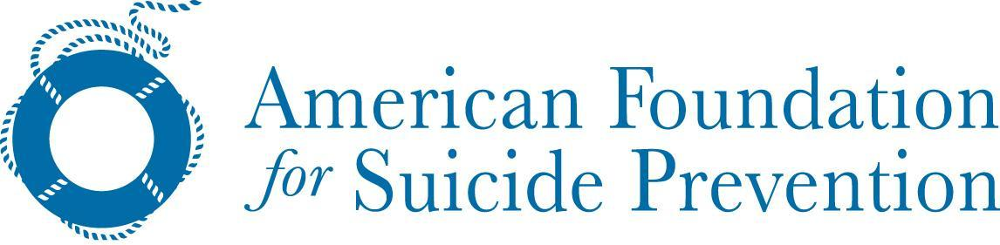 American Foundation
for Suicide Prevention